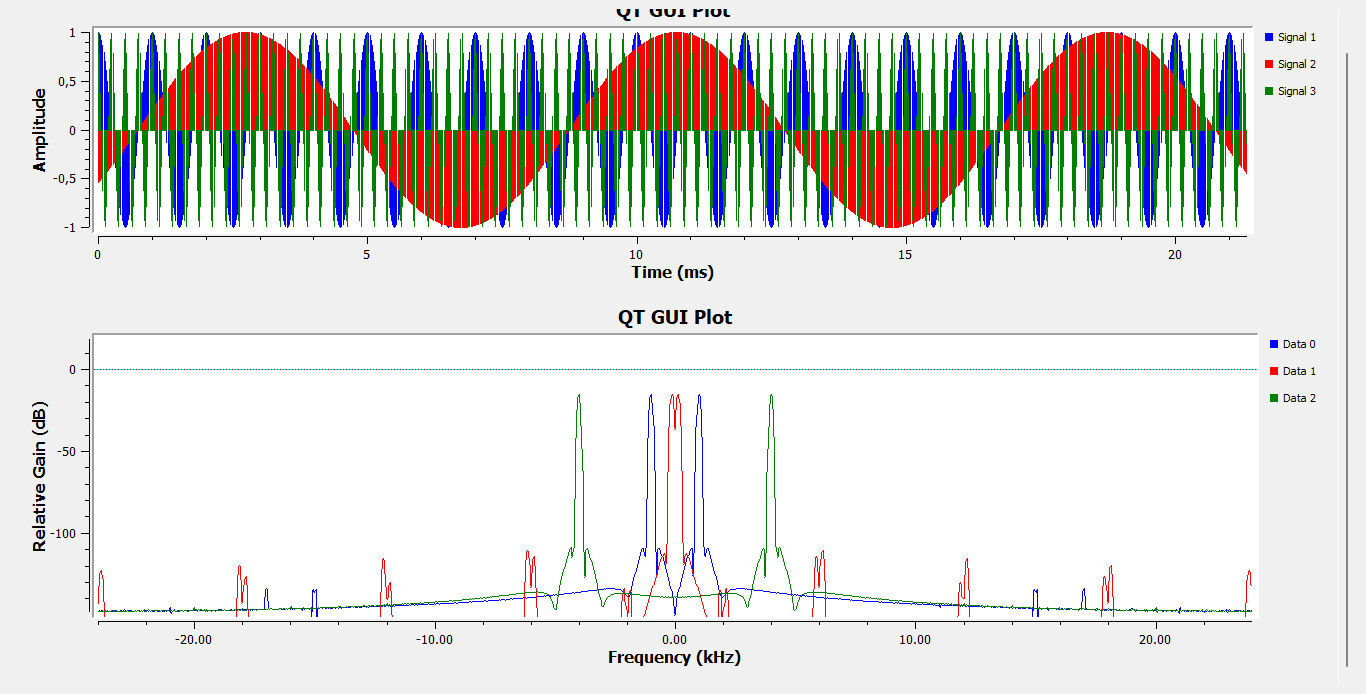 QT GUI Plot
Amplitude
1
0,5
0
-0,5
-1
0 5 10 15 20
Time (ms)
Signal 1
Signal 2
Signal 3
QT GUI Plot
Relative Gain (dB)
0
-50
-100
-20.00 -10.00 0.00 10.00 20.00
Frequency (kHz)
Data 0
Data 1
Data 2